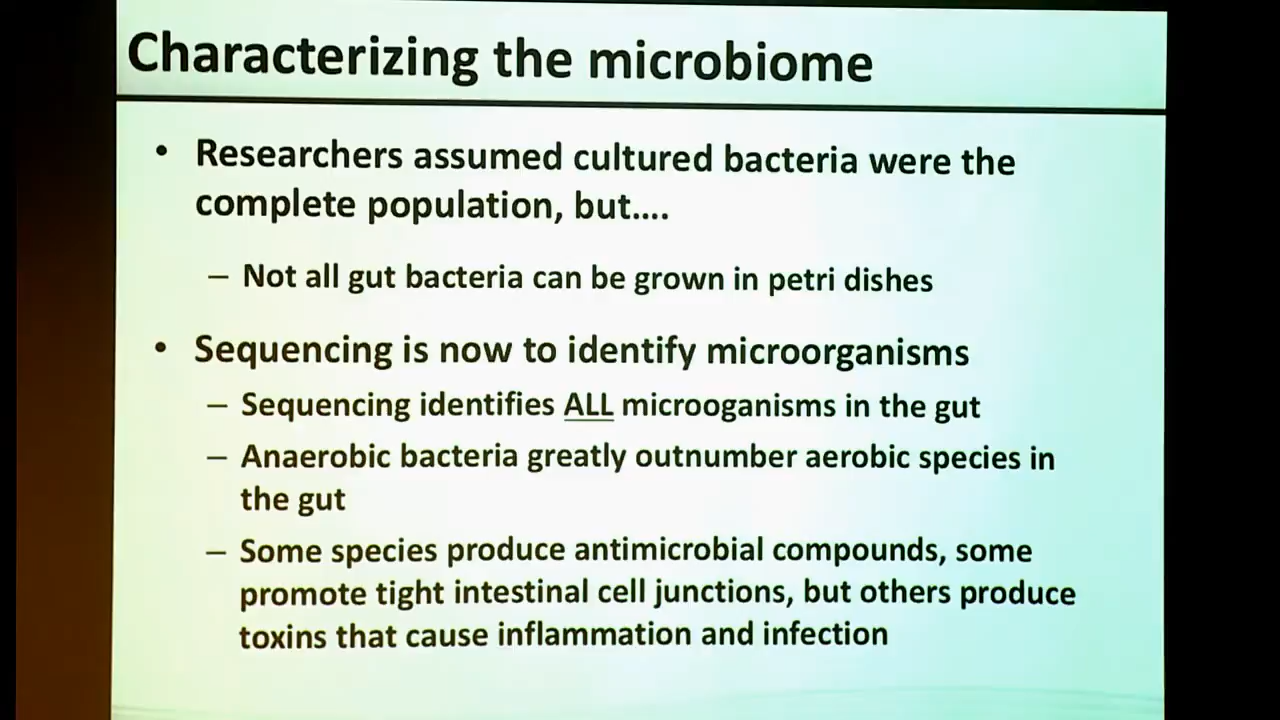 Characterizing the microbiome
• Researchers assumed cultured bacteria were the
complete population, but....
– Not all gut bacteria can be grown in petri dishes
• Sequencing is now to identify microorganisms
– Sequencing identifies ALL microoganisms in the gut
– Anaerobic bacteria greatly outnumber aerobic species in
the gut
– Some species produce antimicrobial compounds, some
promote tight intestinal cell junctions, but others produce
toxins that cause inflammation and infection